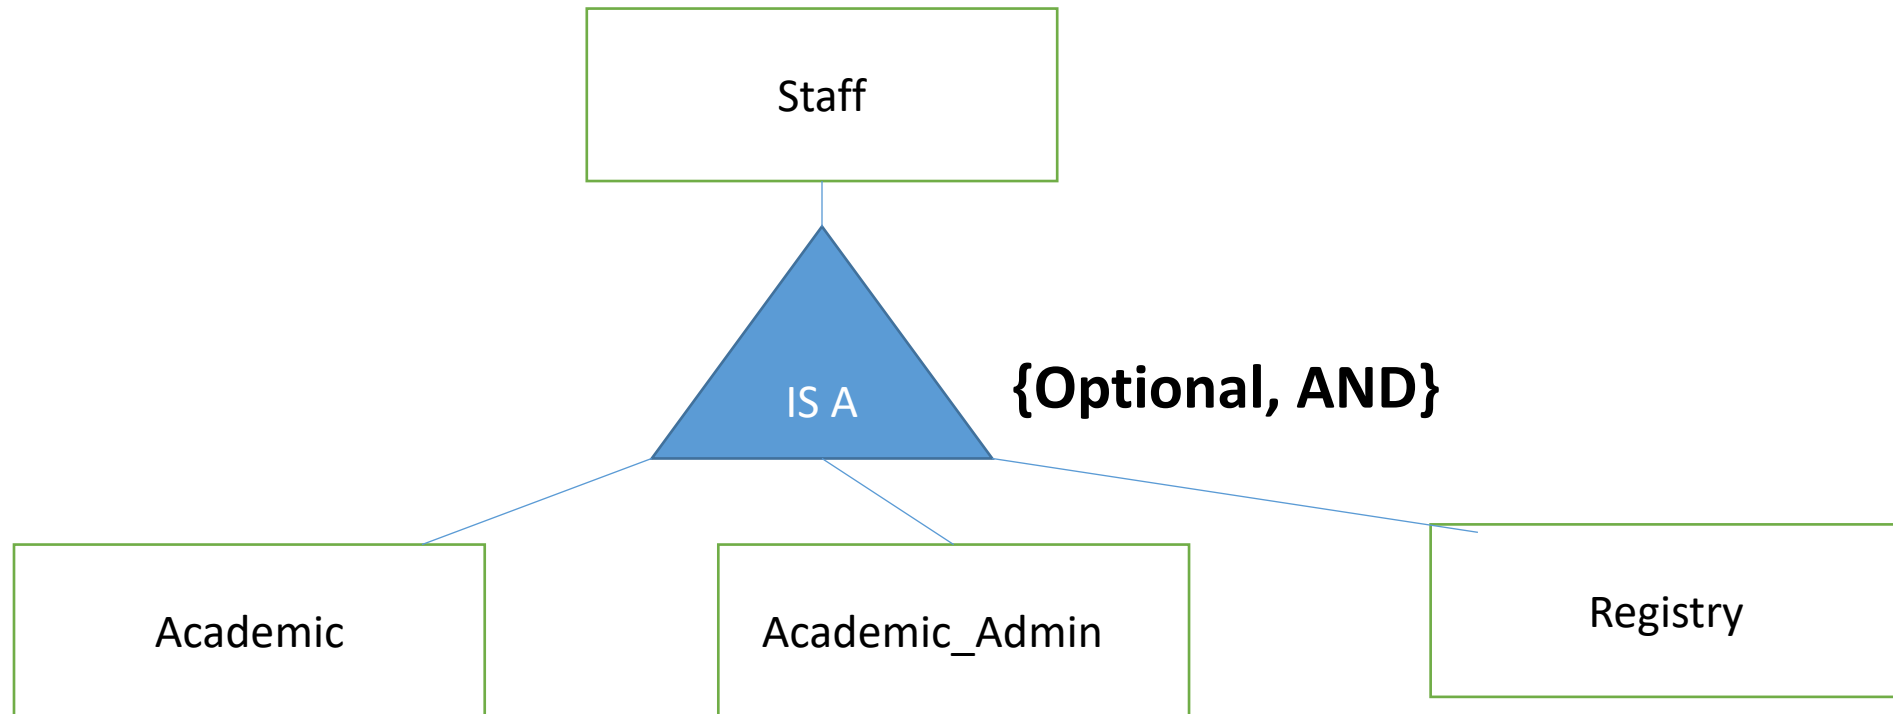 Staff
IS A
{Optional, AND}
Academic
Academic_Admin
Registry